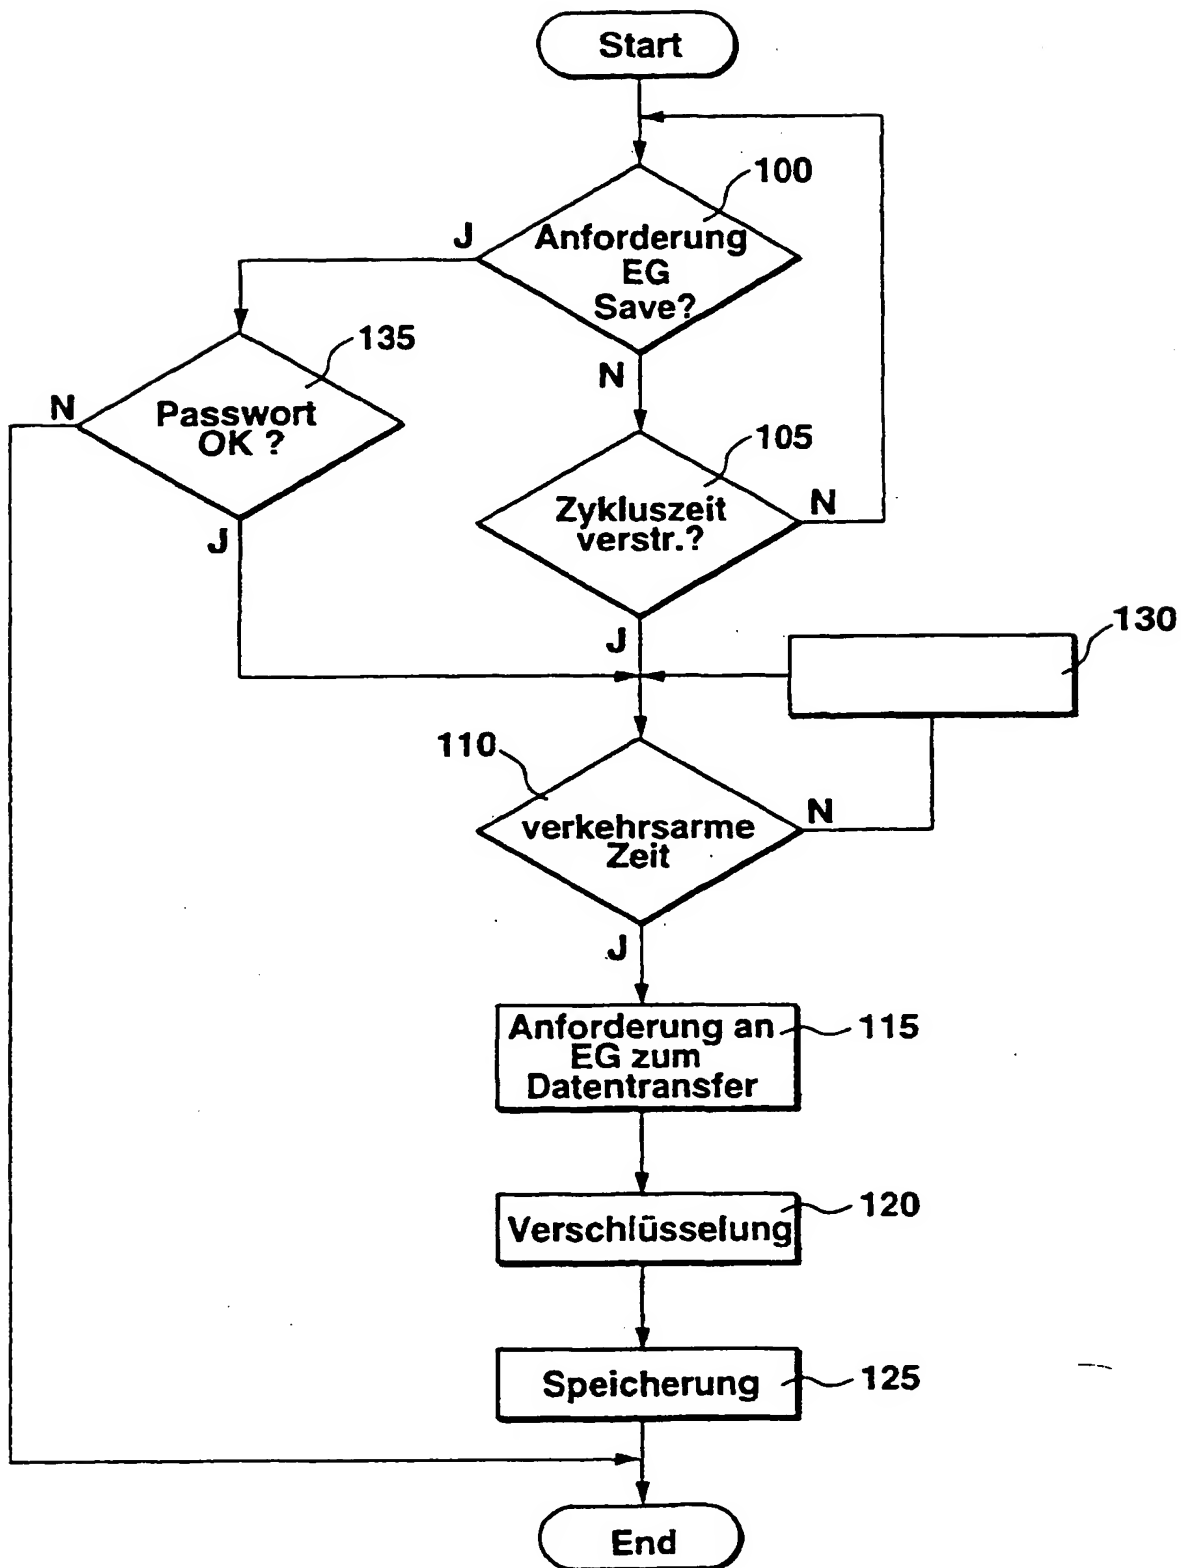 Start
100
J
Anforderung
EG
Save?
135
N
N
Passwort
OK ?
105
Zykluszeit
verstr.?
N
J
J
130
110
verkehrsarme
Zeit
N
J
Anforderung an
EG zum
Datentransfer
115
Verschlüsselung
120
Speicherung
125
End